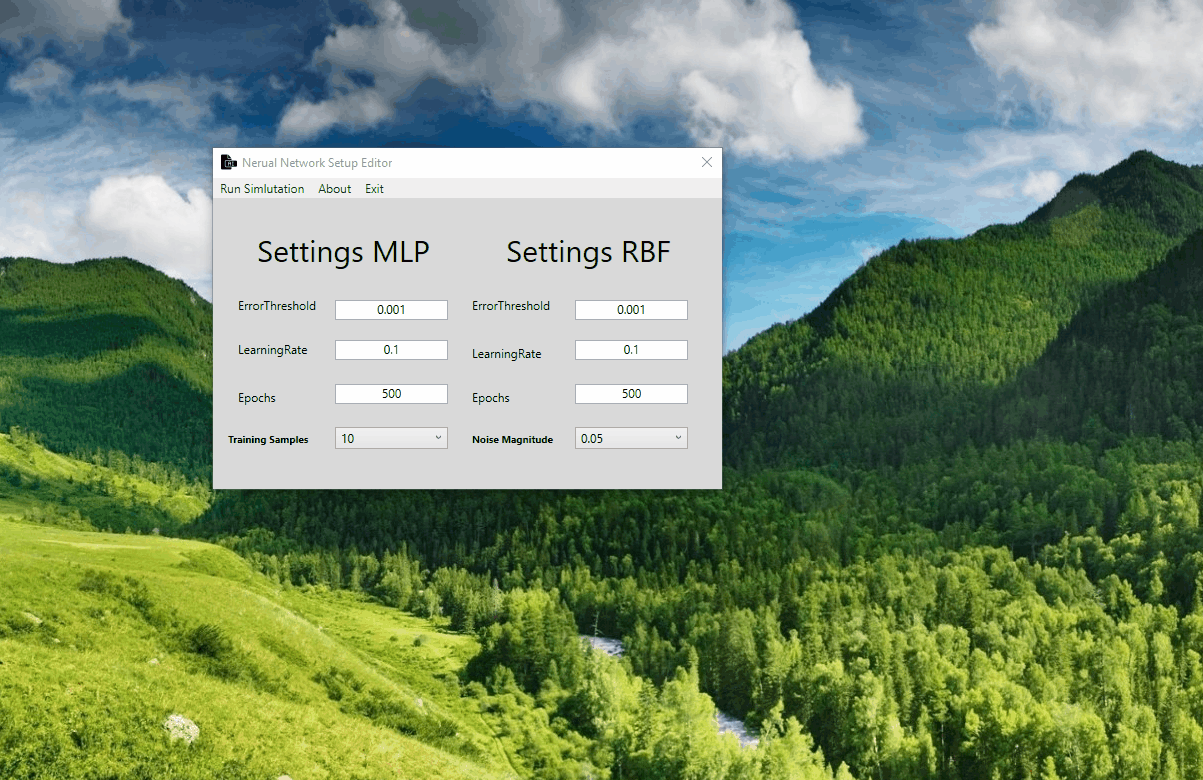 Nerual Network Setup Editor
Run Simlutation About Exit
Settings MLP Settings RBF
ErrorThreshold 0.001 ErrorThreshold 0.001
LearningRate 0.1 LearningRate 0.1
Epochs 500 Epochs 500
Training Samples 10 Noise Magnitude 0.05